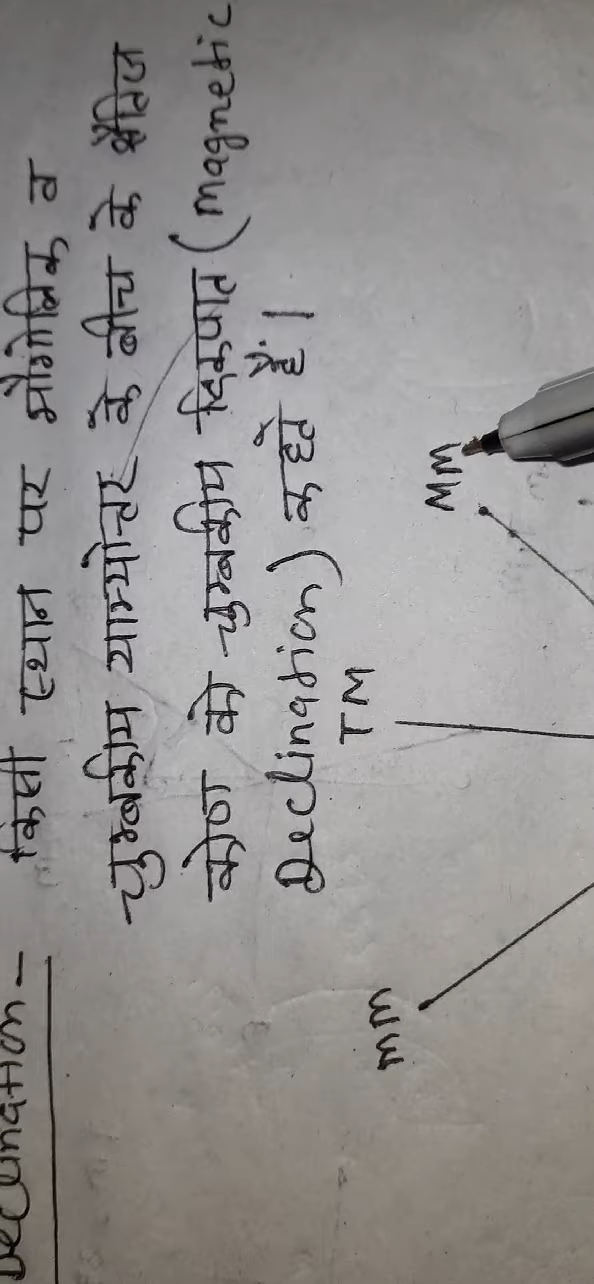 Declination - किसी स्थान पर भौगोलिक व
चुम्बकीय याम्योत्तर के बीच के क्षैतिज
कोण को चुम्बकीय दिक्पात (Magnetic
Declination) कहते हैं।
TM
MM
MM